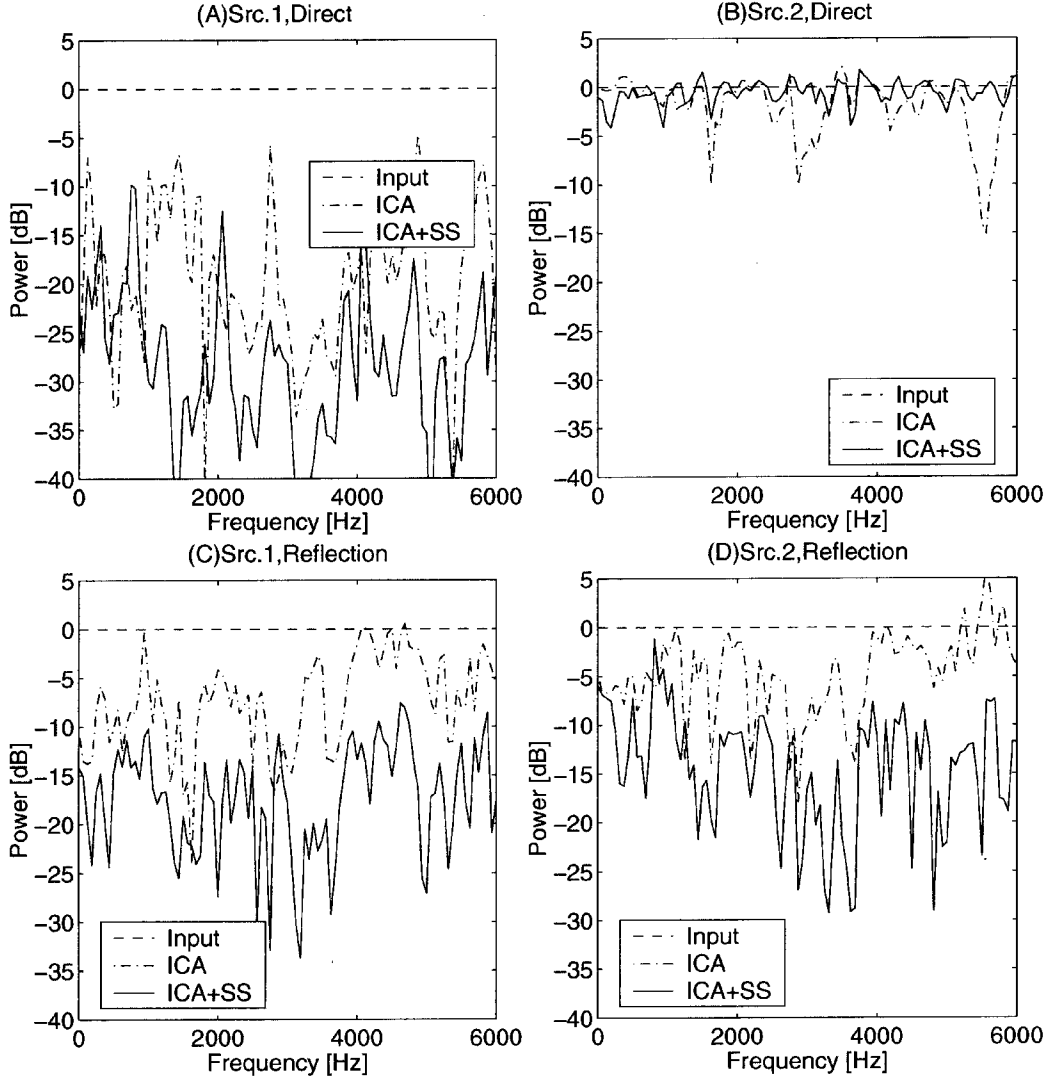 (A)Src.1,Direct
5
0
−5
−10
−15
−20
−25
−30
−35
−40
Power [dB]
Input
ICA
ICA+SS
0 2000 4000 6000
Frequency [Hz]
(B)Src.2,Direct
5
0
−5
−10
−15
−20
−25
−30
−35
−40
Power [dB]
Input
ICA
ICA+SS
0 2000 4000 6000
Frequency [Hz]
(C)Src.1,Reflection
5
0
−5
−10
−15
−20
−25
−30
−35
−40
Power [dB]
Input
ICA
ICA+SS
0 2000 4000 6000
Frequency [Hz]
(D)Src.2,Reflection
5
0
−5
−10
−15
−20
−25
−30
−35
−40
Power [dB]
Input
ICA
ICA+SS
0 2000 4000 6000
Frequency [Hz]